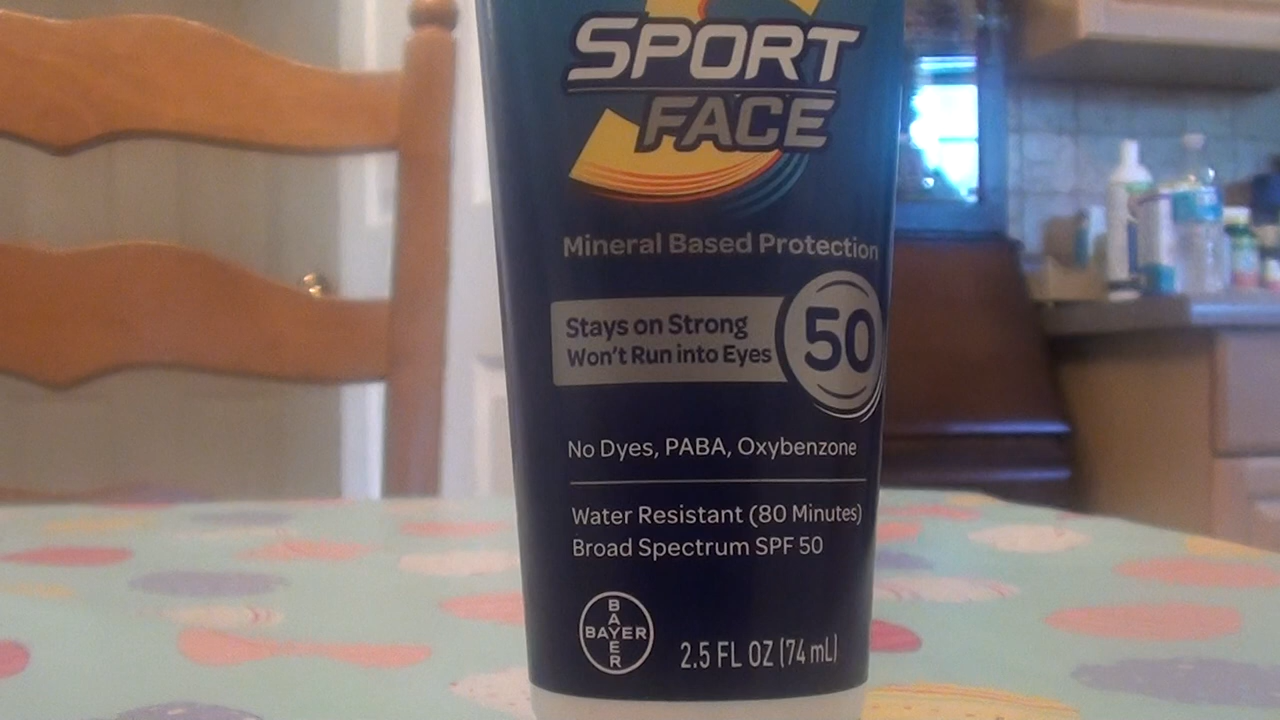 SPORT
FACE
Mineral Based Protection
Stays on Strong
Won't Run into Eyes
50
No Dyes, PABA, Oxybenzone
Water Resistant (80 Minutes)
Broad Spectrum SPF 50
BAYER
BAYER
2.5 FL OZ (74 mL)